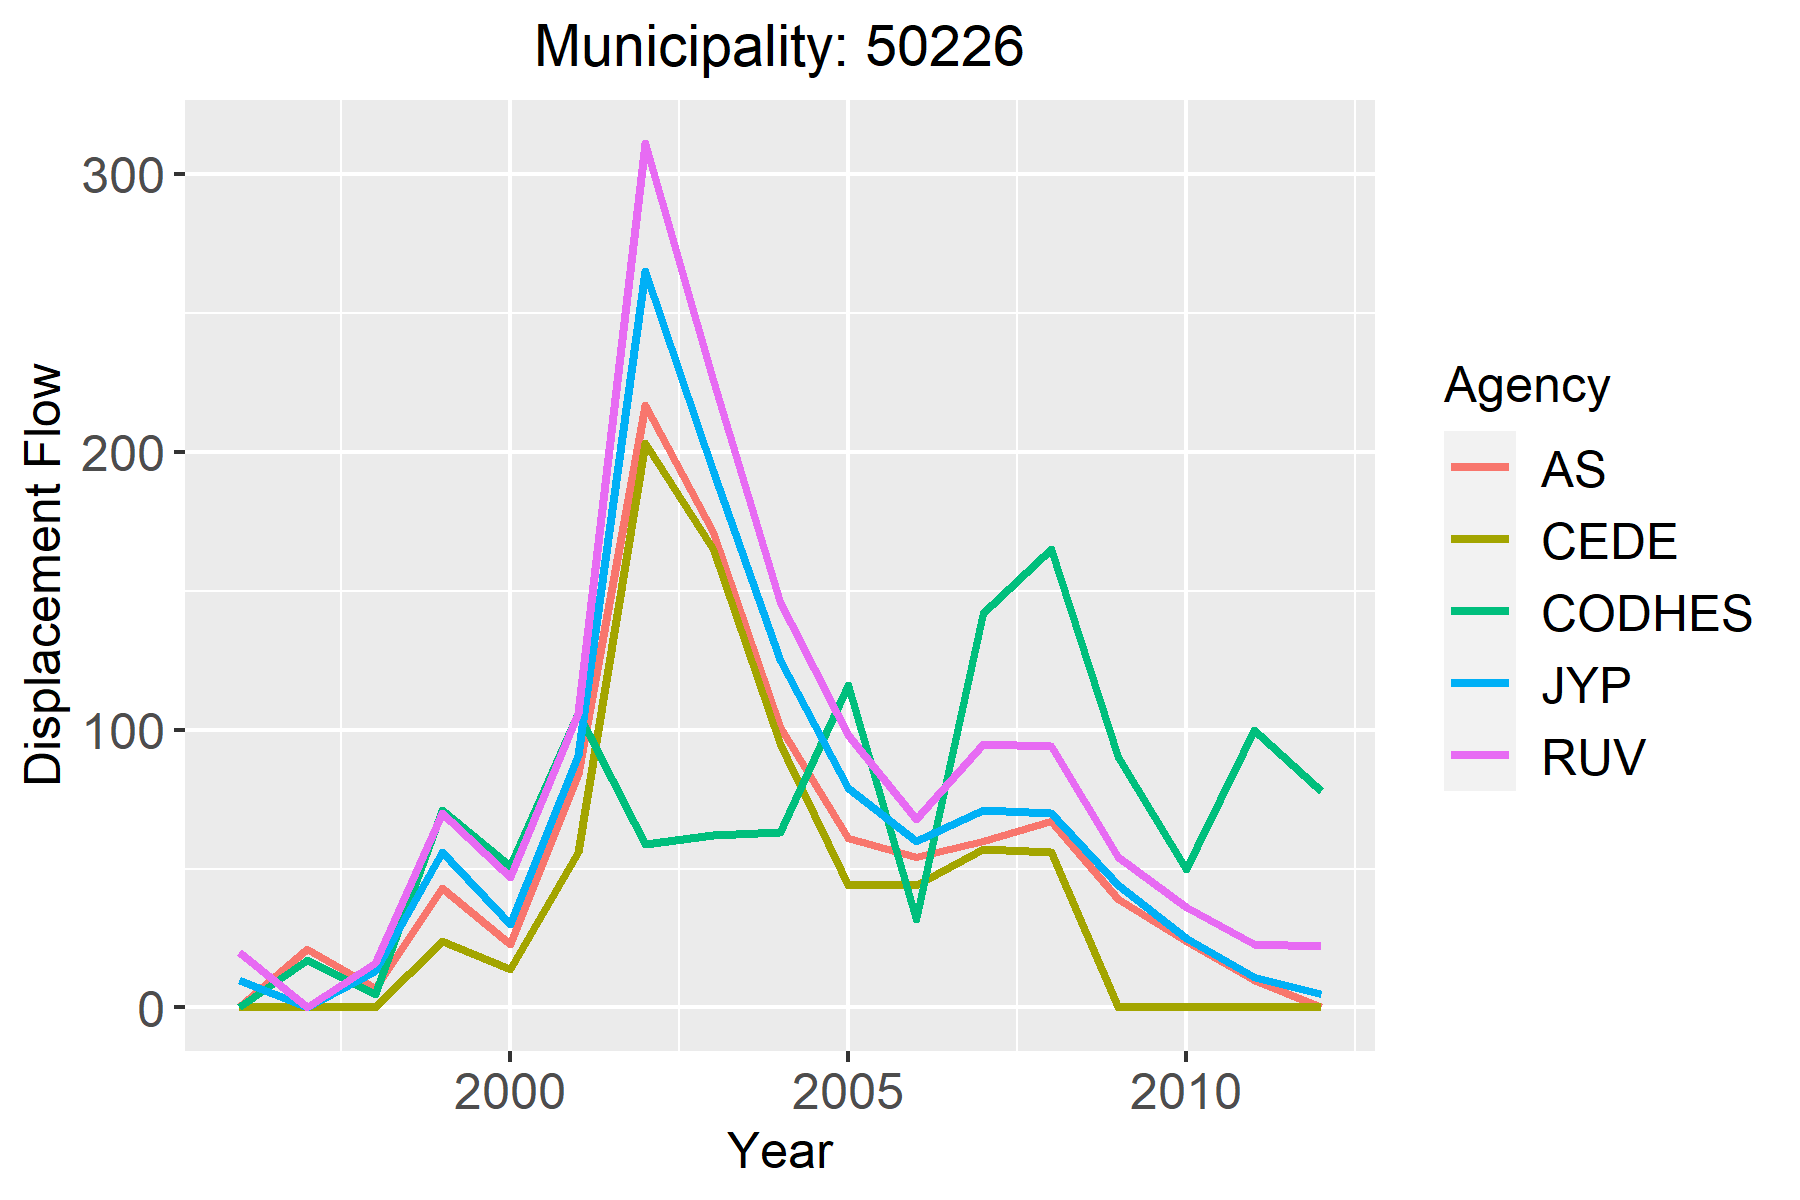 Municipality: 50226
Displacement Flow
300
200
100
0
2000 2005 2010
Year
Agency
AS
CEDE
CODHES
JYP
RUV